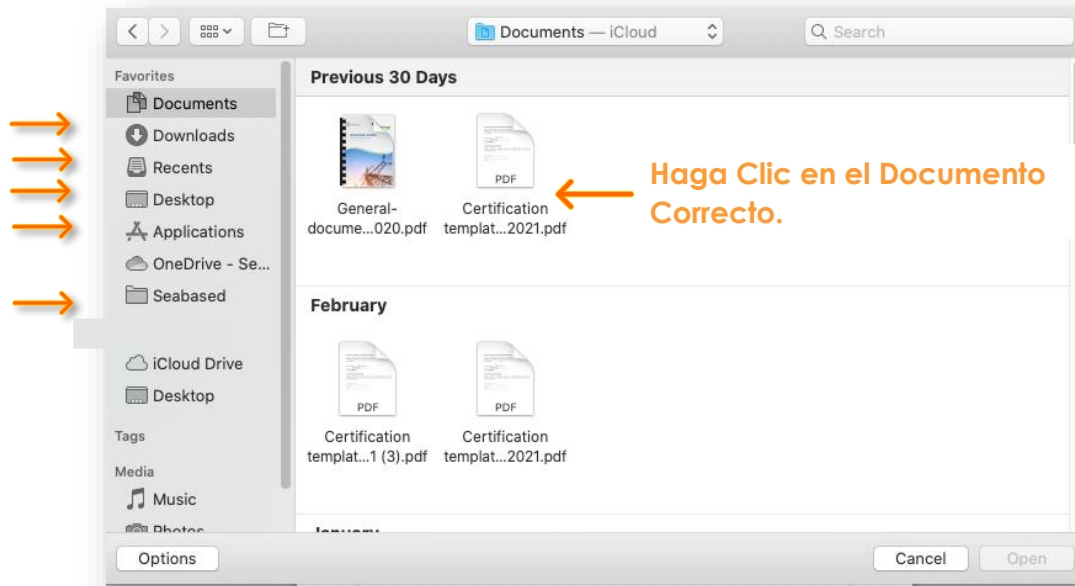 Documents — iCloud
Search
Favorites
Documents
Downloads
Recents
Desktop
Applications
OneDrive - Se...
Seabased
iCloud Drive
Desktop
Tags
Media
Music
Photos
Previous 30 Days
PDF
General-
docume...020.pdf
Certification
templat...2021.pdf
Haga Clic en el Documento
Correcto.
February
PDF
PDF
Certification
templat...1 (3).pdf
Certification
templat...2021.pdf
January
Options
Cancel
Open